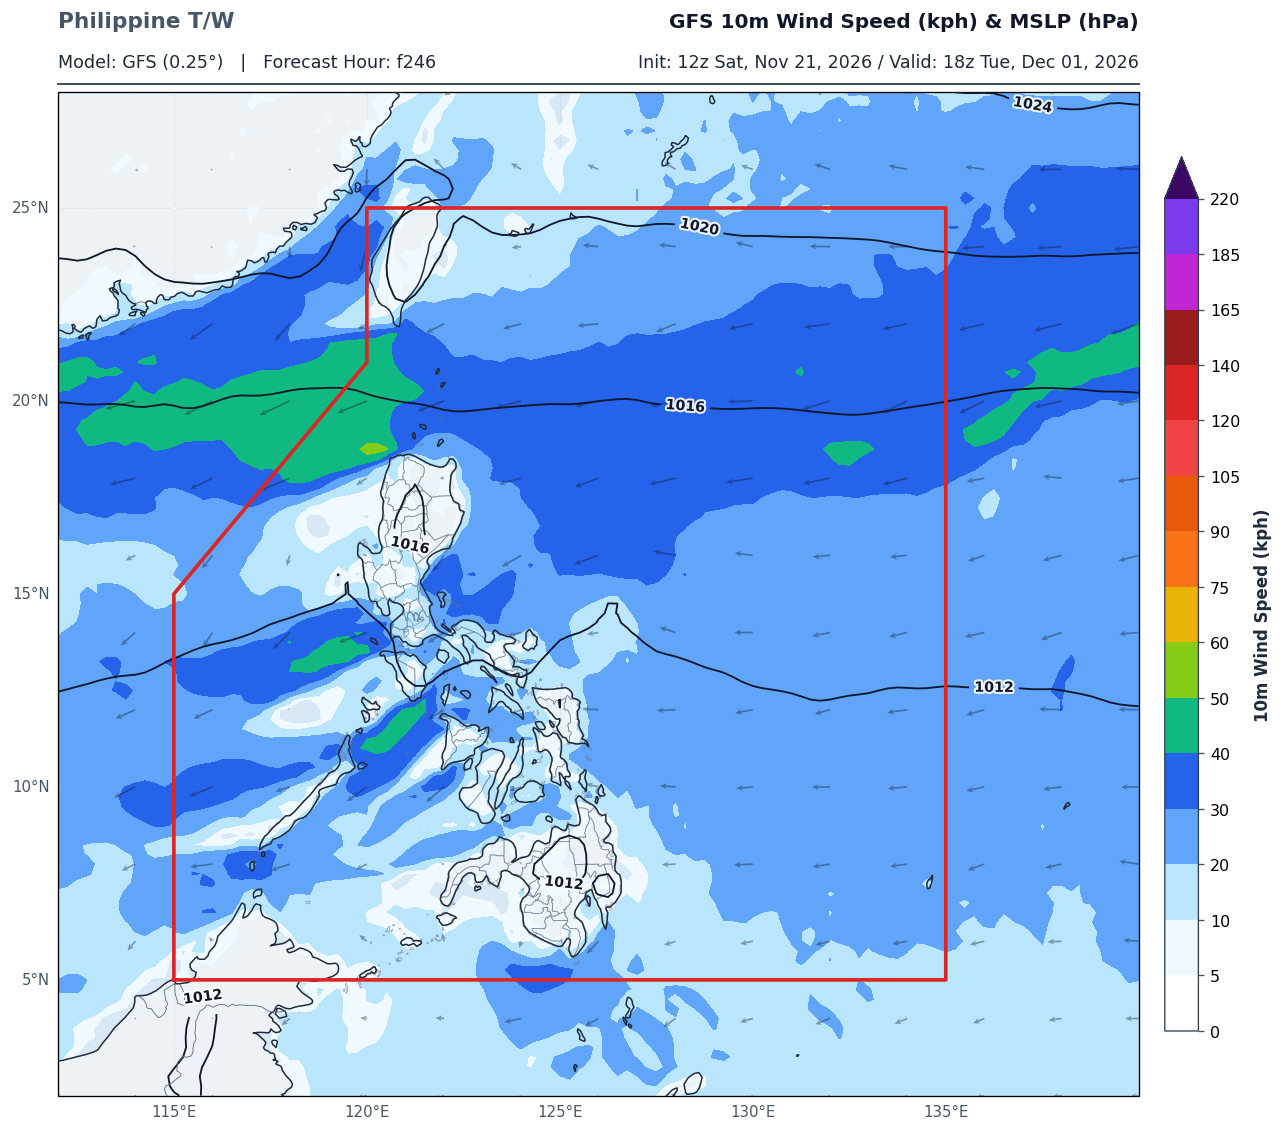 Philippine T/W
GFS 10m Wind Speed (kph) & MSLP (hPa)
Model: GFS (0.25°) | Forecast Hour: f246
Init: 12z Sat, Nov 21, 2026 / Valid: 18z Tue, Dec 01, 2026
1024
1020
1016
1016
1012
1012
1012
25°N
20°N
15°N
10°N
5°N
115°E
120°E
125°E
130°E
135°E
220
185
165
140
120
105
90
75
60
50
40
30
20
10
5
0
10m Wind Speed (kph)